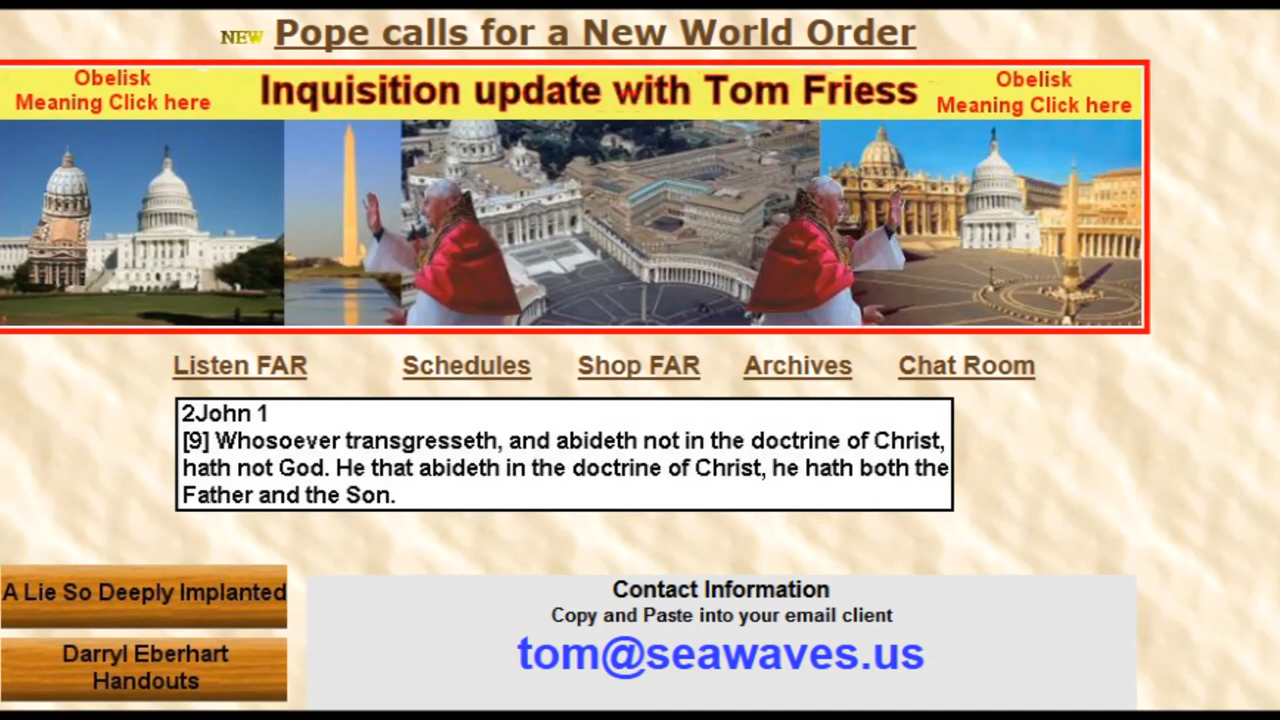 NEW Pope calls for a New World Order
Obelisk
Meaning Click here
Inquisition update with Tom Friess
Obelisk
Meaning Click here
Listen FAR Schedules Shop FAR Archives Chat Room
2John 1
[9] Whosoever transgresseth, and abideth not in the doctrine of Christ,
hath not God. He that abideth in the doctrine of Christ, he hath both the
Father and the Son.
A Lie So Deeply Implanted
Darryl Eberhart
Handouts
Contact Information
Copy and Paste into your email client
tom@seawaves.us